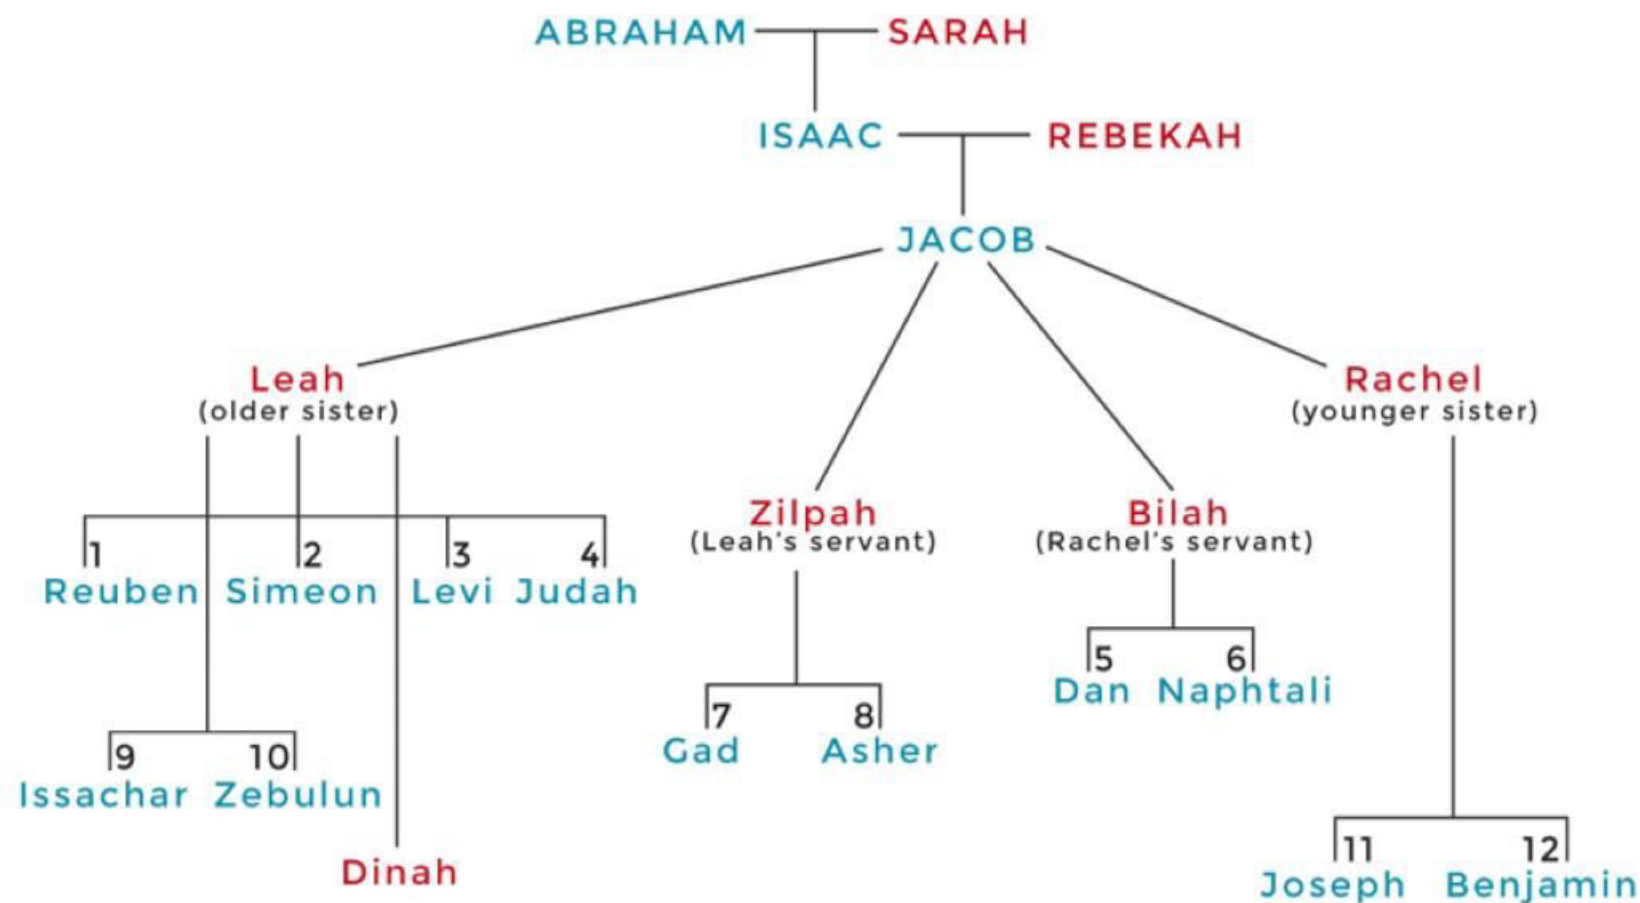 ABRAHAM SARAH
ISAAC REBEKAH
JACOB
Leah
(older sister)
Rachel
(younger sister)
Zilpah
(Leah's servant)
Bilah
(Rachel's servant)
1 2 3 4
Reuben Simeon Levi Judah
5 6
Dan Naphtali
7 8
Gad Asher
9 10
Issachar Zebulun
11 12
Joseph Benjamin
Dinah